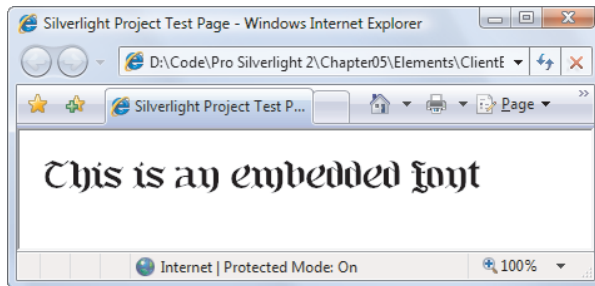 Silverlight Project Test Page - Windows Internet Explorer
D:\Code\Pro Silverlight 2\Chapter05\Elements\ClientE
Silverlight Project Test P... Page
This is an embedded font
Internet | Protected Mode: On 100%